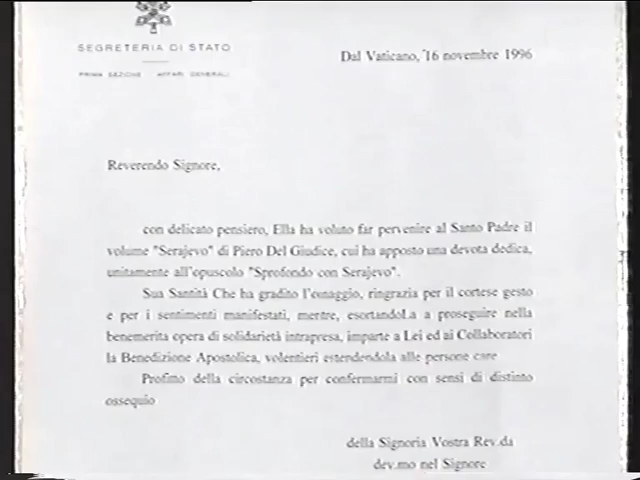 SEGRETERIA DI STATO
PRIMA SEZIONE AFFARI GENERALI
Dal Vaticano, 16 novembre 1996
Reverendo Signore,
con delicato pensiero, Ella ha voluto far pervenire al Santo Padre il
volume "Serajevo" di Piero Del Giudice, cui ha apposto una devota dedica,
unitamente all'opuscolo "Sprofondo con Serajevo".
Sua Santità Che ha gradito l'omaggio, ringrazia per il cortese gesto
e per i sentimenti manifestati, mentre, esortandoLa a proseguire nella
benemerita opera di solidarietà intrapresa, imparte a Lei ed ai Collaboratori
la Benedizione Apostolica, volentieri estendendola alle persone care
Profitto della circostanza per confermarmi con sensi di distinto
ossequio
della Signoria Vostra Rev.da
dev.mo nel Signore